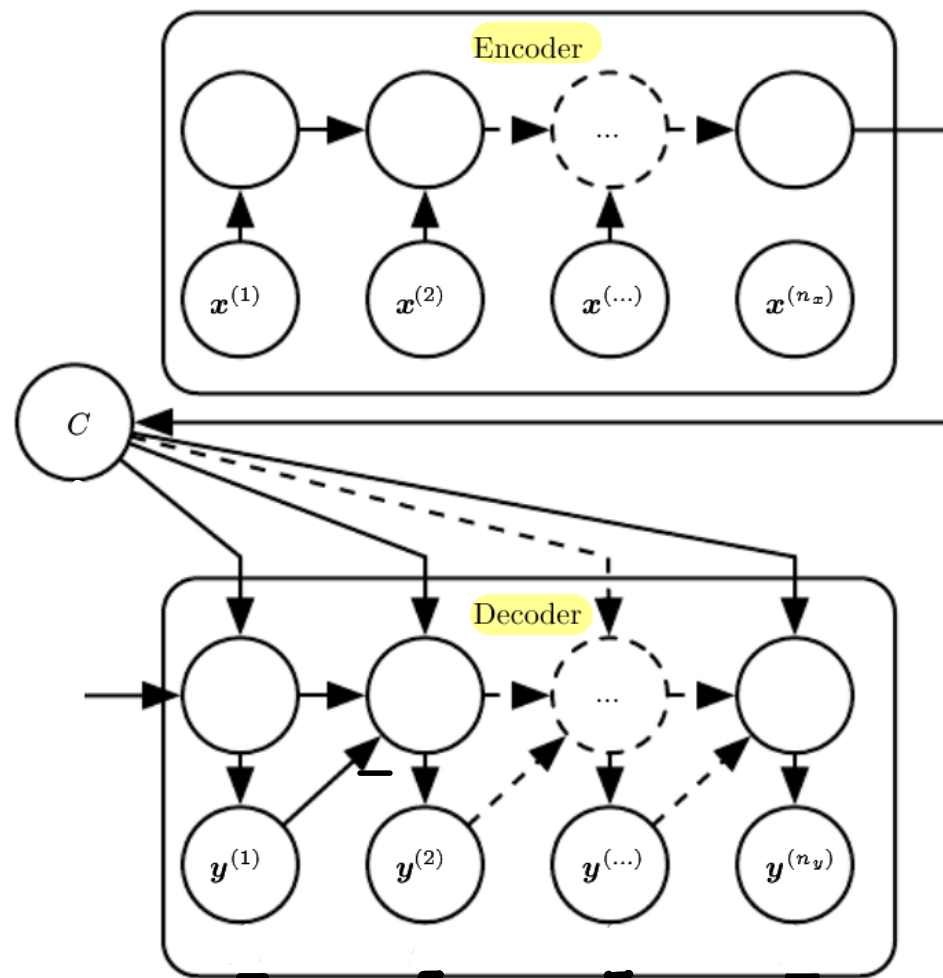 Encoder
...
x^(1) x^(2) x^(...) x^(n_x)
C
Decoder
...
y^(1) y^(2) y^(...) y^(n_y)